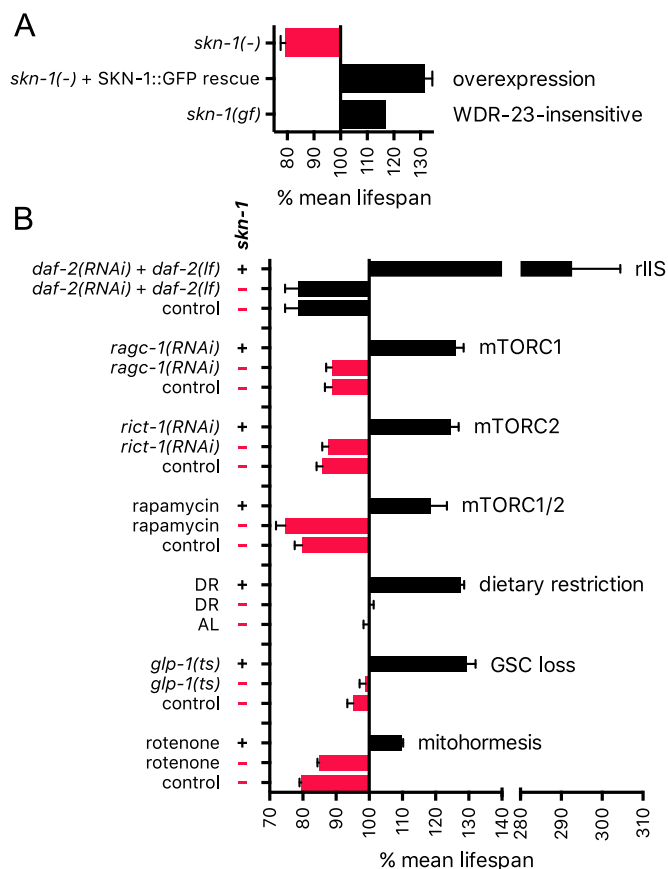 A
skn-1(-)
skn-1(-) + SKN-1::GFP rescue overexpression
skn-1(gf) WDR-23-insensitive
80 90 100 110 120 130
% mean lifespan
B
skn-1
daf-2(RNAi) + daf-2(lf) + rIIS
daf-2(RNAi) + daf-2(lf) −
control −
ragc-1(RNAi) + mTORC1
ragc-1(RNAi) −
control −
rict-1(RNAi) + mTORC2
rict-1(RNAi) −
control −
rapamycin + mTORC1/2
rapamycin −
control −
DR + dietary restriction
DR −
AL −
glp-1(ts) + GSC loss
glp-1(ts) −
control −
rotenone + mitohormesis
rotenone −
control −
70 80 90 100 110 120 130 140 280 290 300 310
% mean lifespan